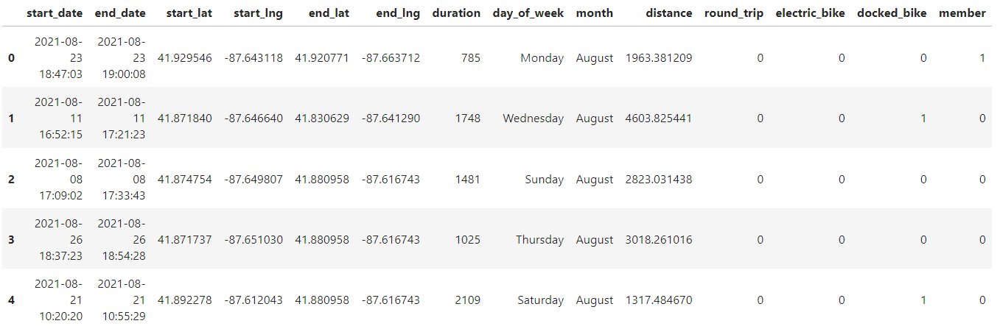 start_date end_date start_lat start_lng end_lat end_lng duration day_of_week month distance round_trip electric_bike docked_bike member
2021-08- 2021-08-
23 23
0 41.929546 -87.643118 41.920771 -87.663712 785 Monday August 1963.381209 0 0 0 1
18:47:03 19:00:08
2021-08- 2021-08-
11 11
1 41.871840 -87.646640 41.830629 -87.641290 1748 Wednesday August 4603.825441 0 0 1 0
16:52:15 17:21:23
2021-08- 2021-08-
08 08
2 41.874754 -87.649807 41.880958 -87.616743 1481 Sunday August 2823.031438 0 0 0 0
17:09:02 17:33:43
2021-08- 2021-08-
26 26
3 41.871737 -87.651030 41.880958 -87.616743 1025 Thursday August 3018.261016 0 0 0 0
18:37:23 18:54:28
2021-08- 2021-08-
21 21
4 41.892278 -87.612043 41.880958 -87.616743 2109 Saturday August 1317.484670 0 0 1 0
10:20:20 10:55:29